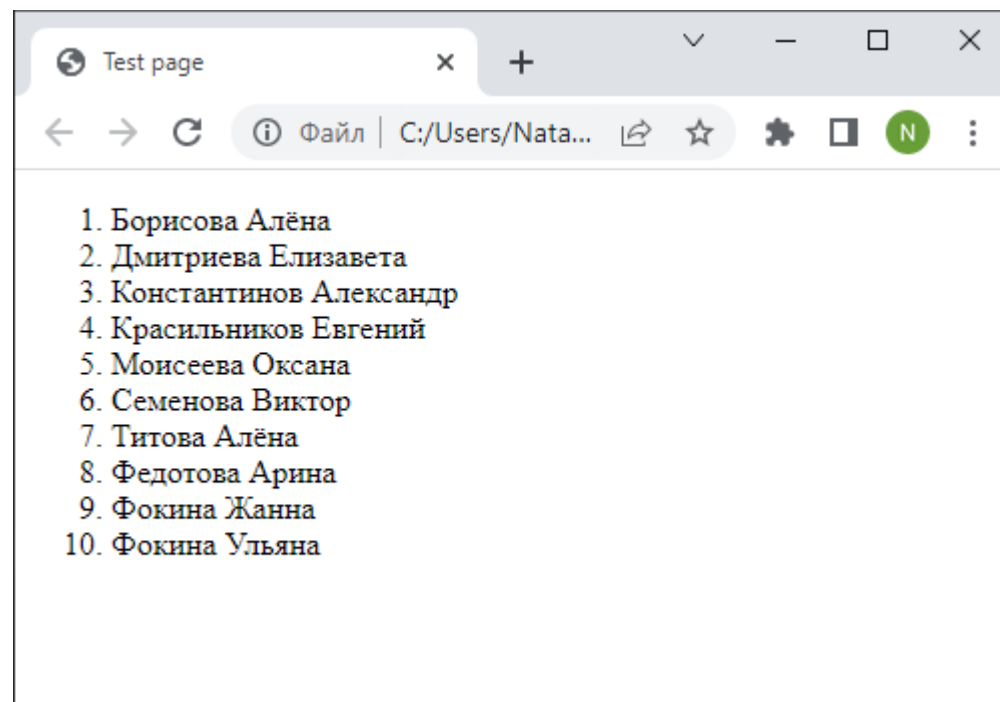 Test page
Файл C:/Users/Nata...
N
1. Борисова Алёна
2. Дмитриева Елизавета
3. Константинов Александр
4. Красильников Евгений
5. Моисеева Оксана
6. Семенова Виктор
7. Титова Алёна
8. Федотова Арина
9. Фокина Жанна
10. Фокина Ульяна